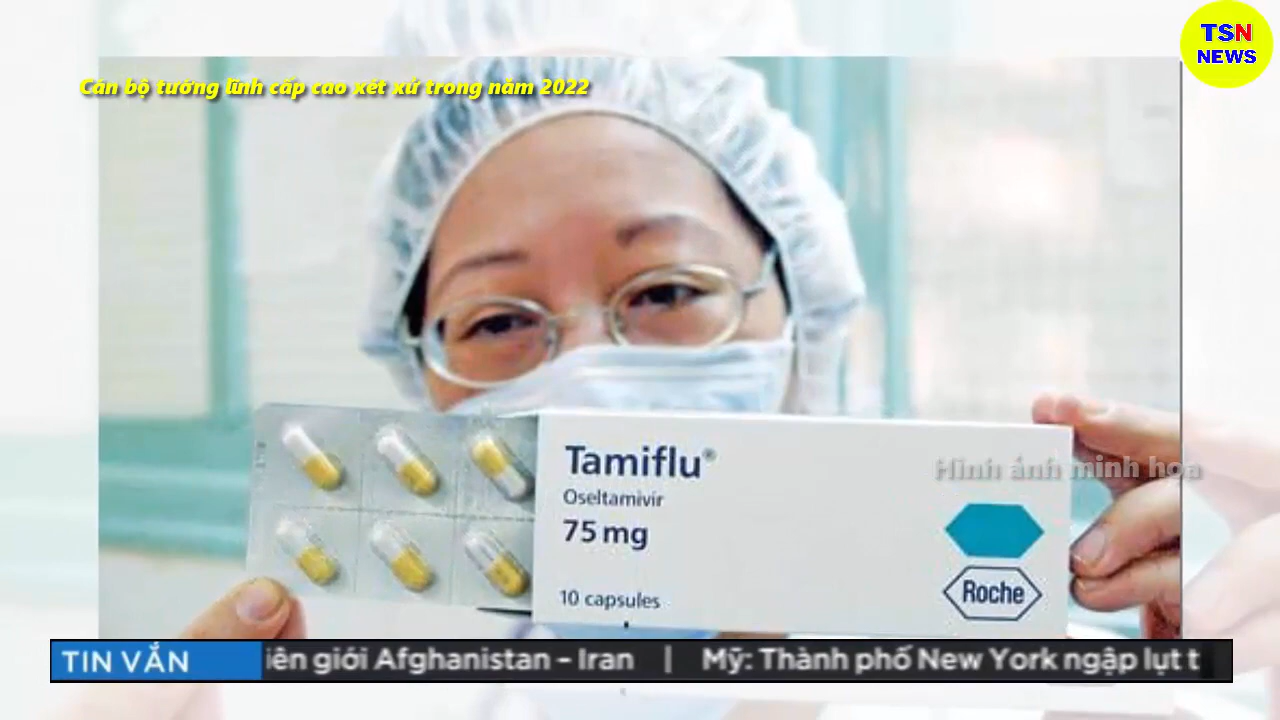 TSN
NEWS
Cán bộ tướng lĩnh cấp cao xét xử trong năm 2022
Tamiflu®
Oseltamivir
75 mg
10 capsules
Hình ảnh minh họa
Roche
TIN VẮN
iên giới Afghanistan – Iran | Mỹ: Thành phố New York ngập lụt t